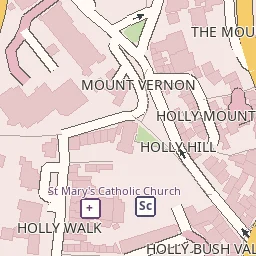 THE MOU
MOUNT VERNON
HOLLY MOUNT
HOLLY HILL
St Mary's Catholic Church
Sc
HOLLY WALK
HOLLY BUSH VAL